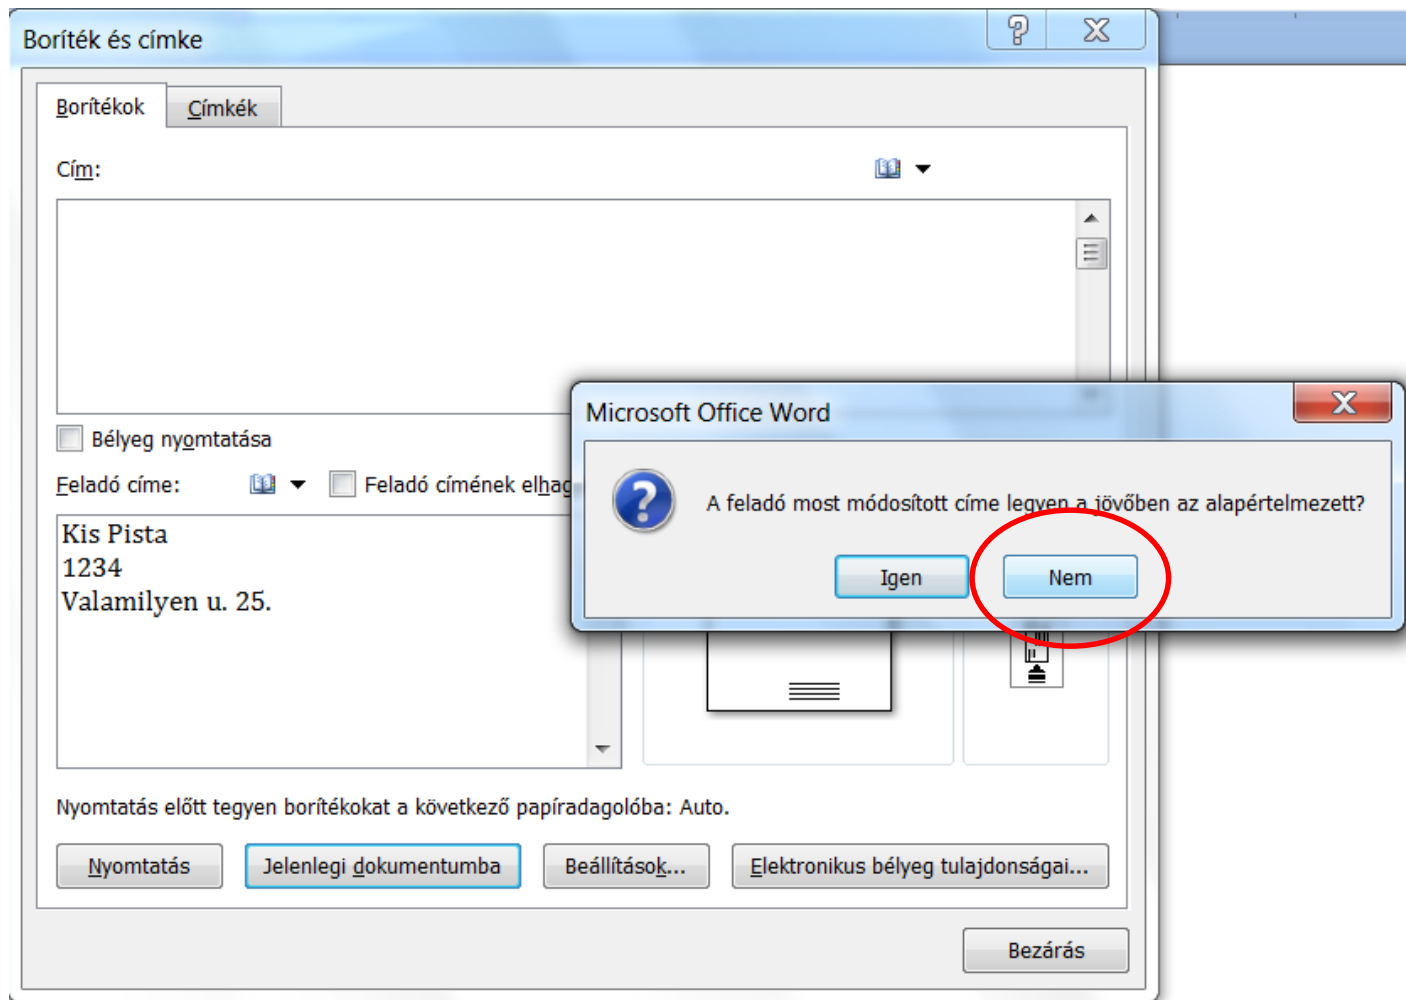 Boríték és címke
Borítékok
Címkék
Cím:
Bélyeg nyomtatása
Feladó címe:
Feladó címének elhag
Kis Pista
1234
Valamilyen u. 25.
Microsoft Office Word
A feladó most módosított címe legyen a jövőben az alapértelmezett?
Igen
Nem
Nyomtatás előtt tegyen borítékokat a következő papíradagolóba: Auto.
Nyomtatás
Jelenlegi dokumentumba
Beállítások...
Elektronikus bélyeg tulajdonságai...
Bezárás